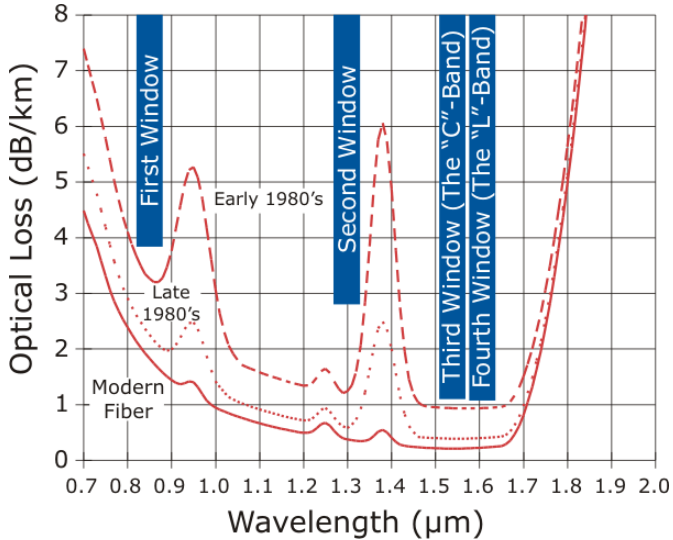 Optical Loss (dB/km)
8
7
6
5
4
3
2
1
0
First Window
Second Window
Third Window (The “C”-Band)
Fourth Window (The “L”-Band)
Early 1980's
Late
1980's
Modern
Fiber
0.7 0.8 0.9 1.0 1.1 1.2 1.3 1.4 1.5 1.6 1.7 1.8 1.9 2.0
Wavelength (μm)